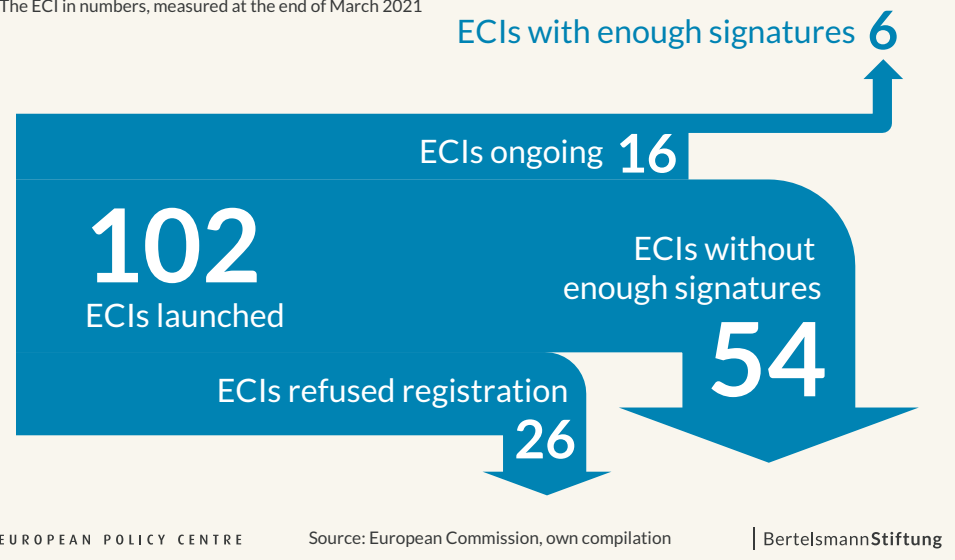 The ECI in numbers, measured at the end of March 2021
ECIs with enough signatures 6
ECIs ongoing 16
102
ECIs launched
ECIs without
enough signatures
54
ECIs refused registration
26
EUROPEAN POLICY CENTRE
Source: European Commission, own compilation
BertelsmannStiftung